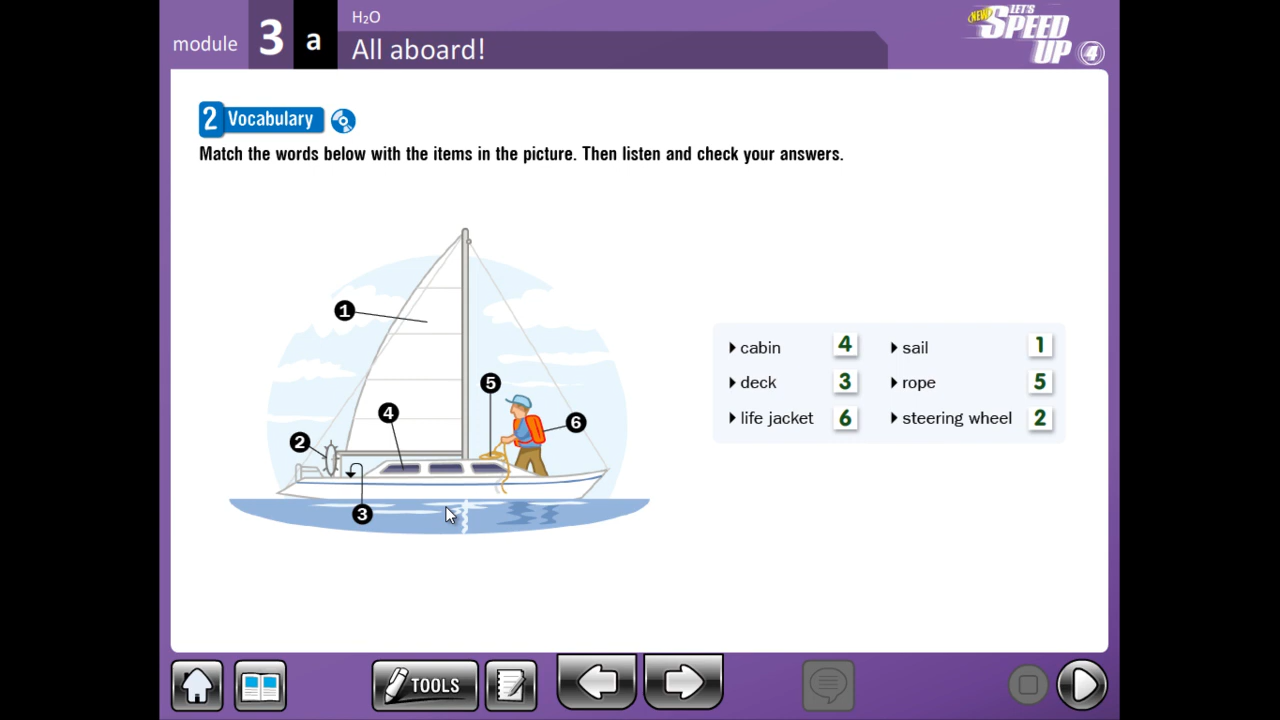 H₂O
module 3 a
All aboard!
NEW LET'S SPEED UP 4
2 Vocabulary
Match the words below with the items in the picture. Then listen and check your answers.
1
5
4
6
2
3
cabin 4 sail 1
deck 3 rope 5
life jacket 6 steering wheel 2
TOOLS